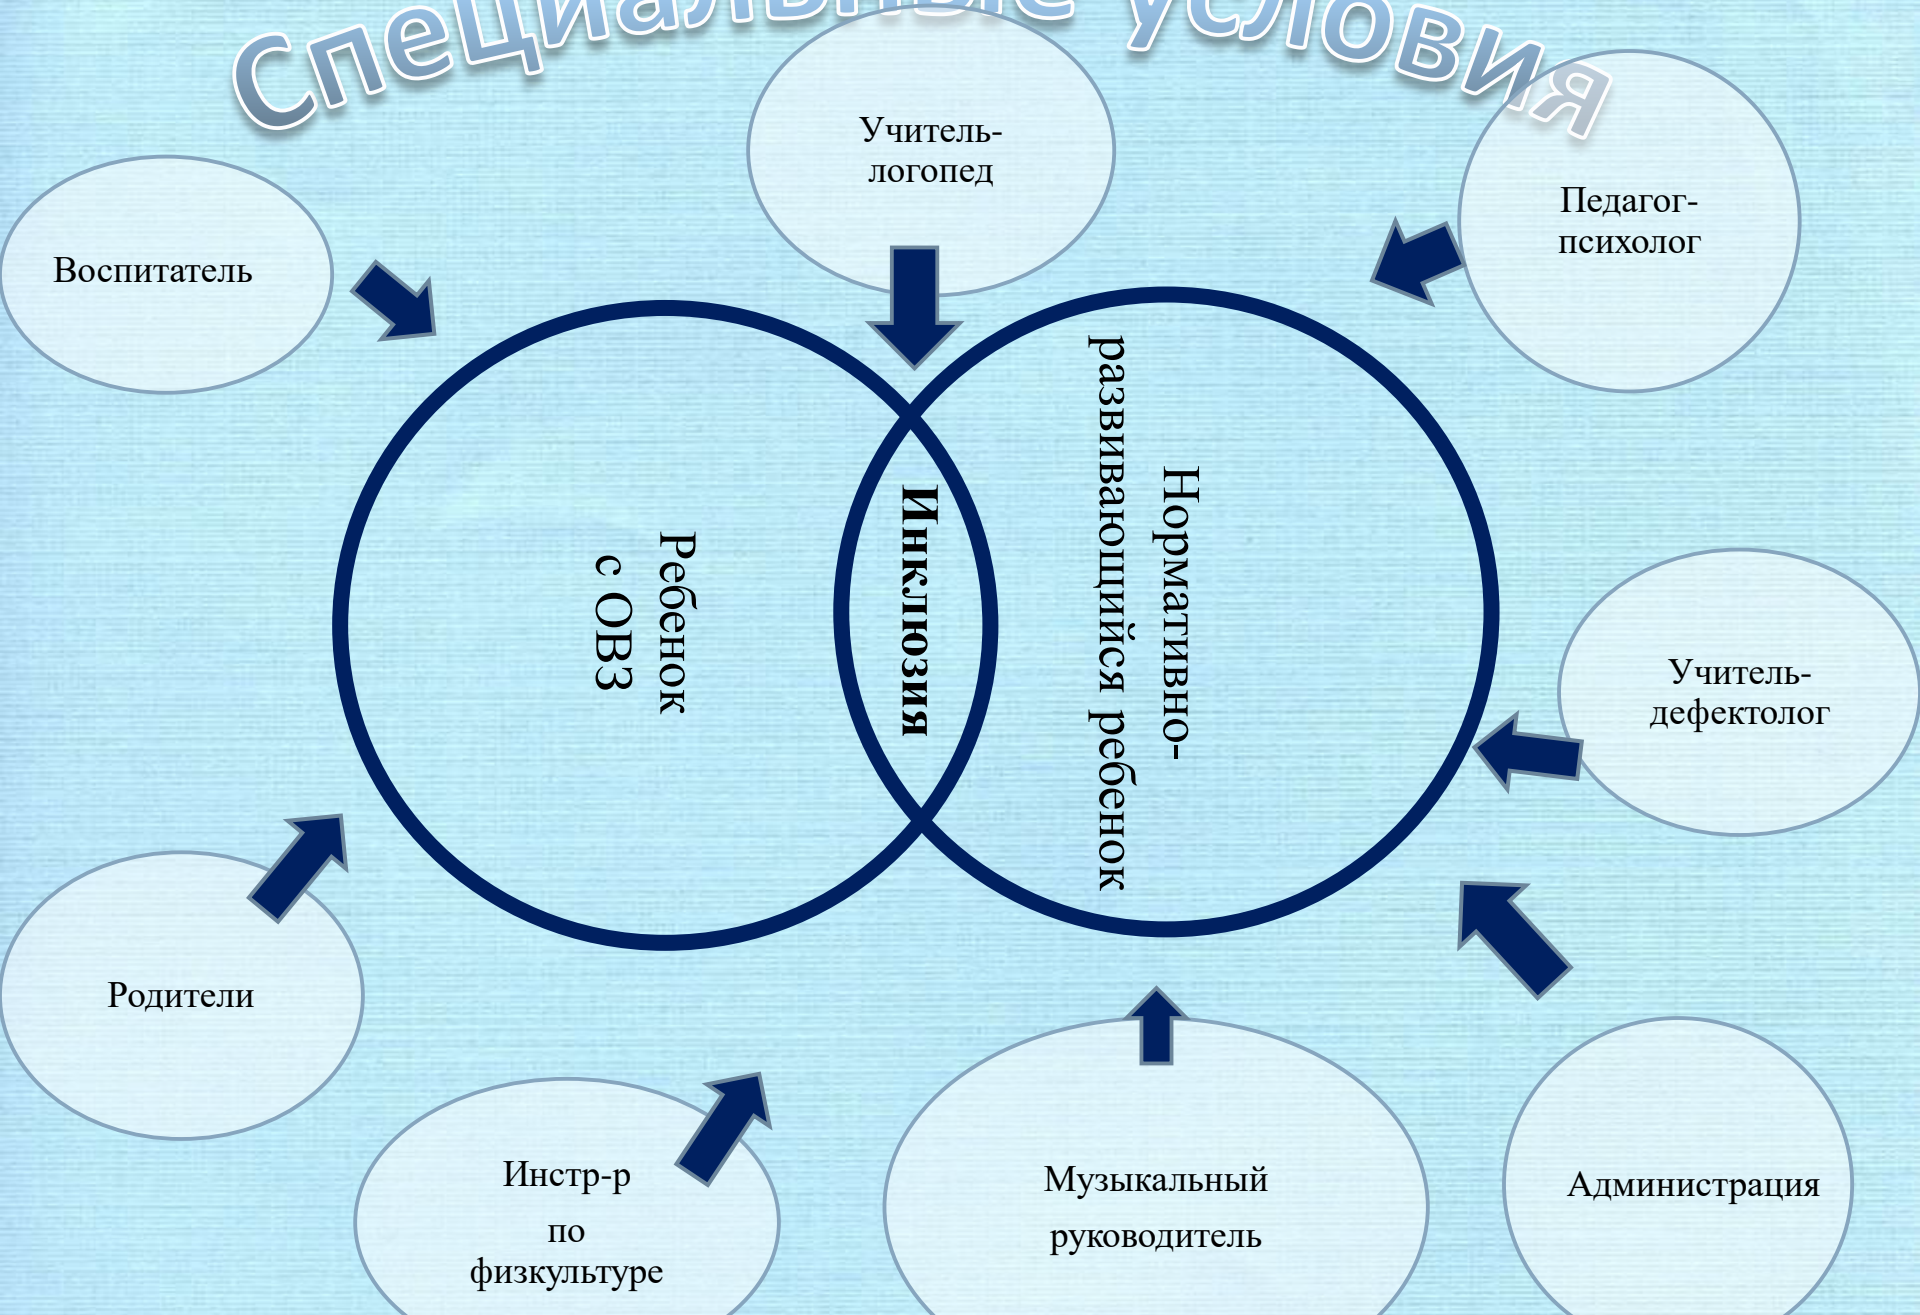 Специальные условия
Учитель-
логопед
Педагог-
психолог
Воспитатель
Ребенок
с ОВЗ
Инклюзия
Нормативно-
развивающийся ребенок
Учитель-
дефектолог
Родители
Инстр-р
по
физкультуре
Музыкальный
руководитель
Администрация